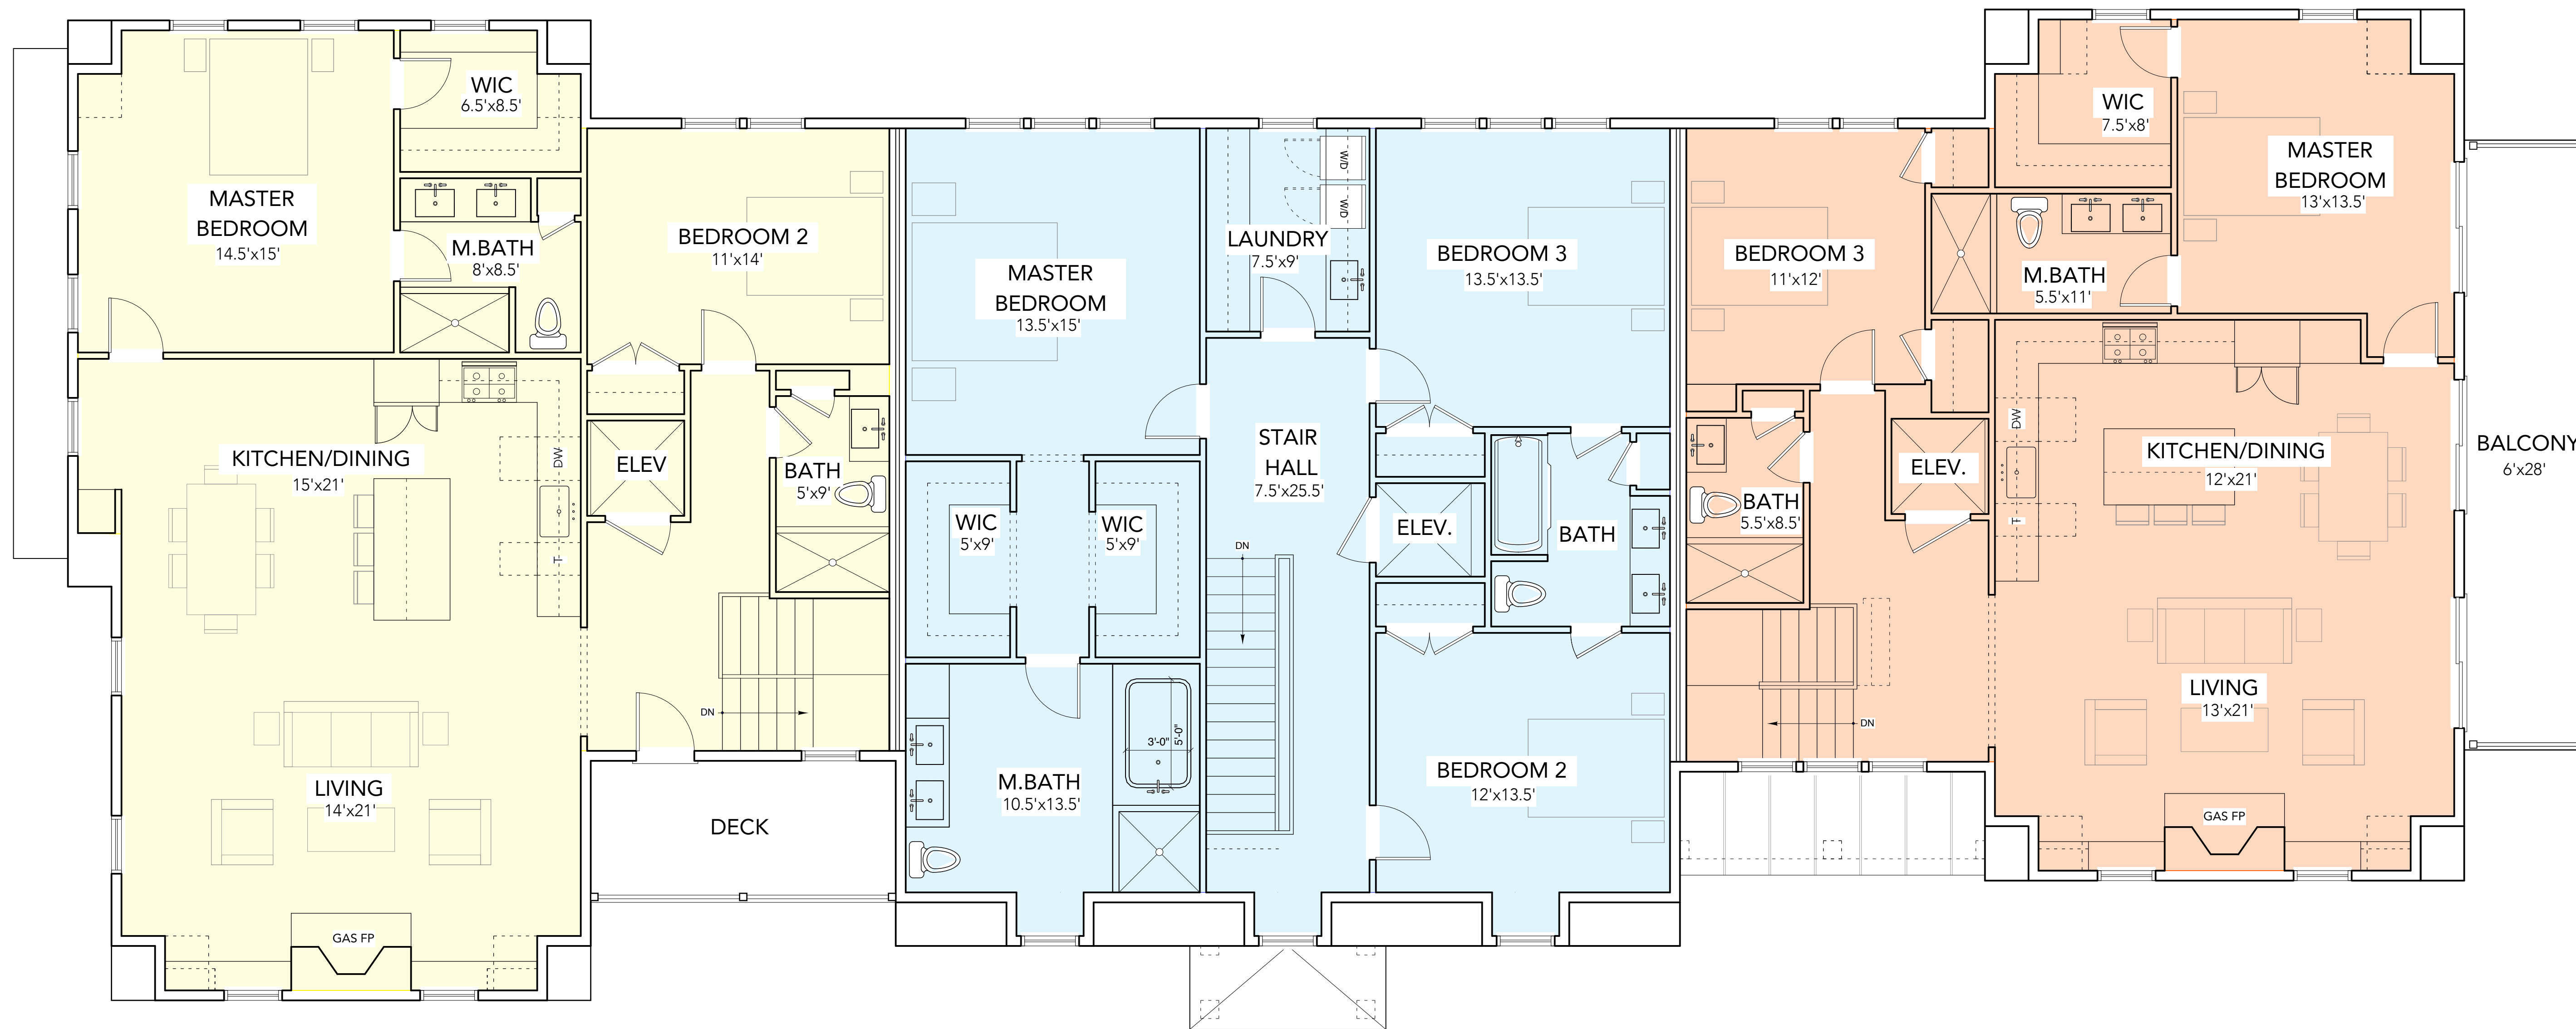 WIC
6.5'x8.5'
MASTER
BEDROOM
14.5'x15'
M.BATH
8'x8.5'
BEDROOM 2
11'x14'
KITCHEN/DINING
15'x21'
DW
T
ELEV
BATH
5'x9'
DN
LIVING
14'x21'
GAS FP
DECK
MASTER
BEDROOM
13.5'x15'
LAUNDRY
7.5'x9'
W/D
W/D
BEDROOM 3
13.5'x13.5'
STAIR
HALL
7.5'x25.5'
DN
WIC
5'x9'
WIC
5'x9'
ELEV.
BATH
M.BATH
10.5'x13.5'
3'-0"
5'-0"
BEDROOM 2
12'x13.5'
WIC
7.5'x8'
MASTER
BEDROOM
13'x13.5'
BEDROOM 3
11'x12'
M.BATH
5.5'x11'
KITCHEN/DINING
12'x21'
DW
T
ELEV.
BATH
5.5'x8.5'
DN
LIVING
13'x21'
GAS FP
BALCONY
6'x28'